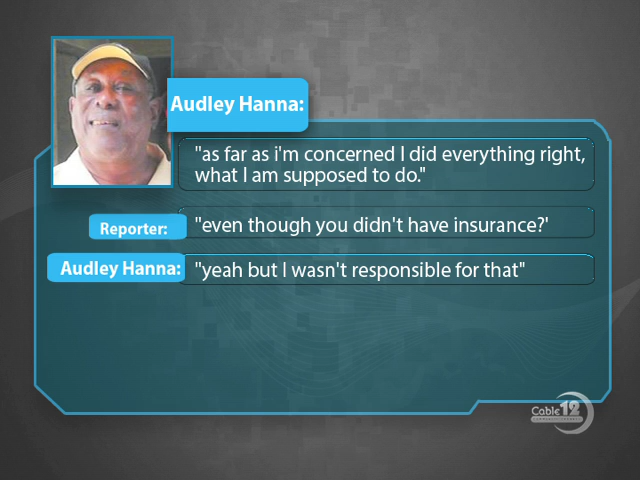 Audley Hanna:
"as far as i'm concerned I did everything right,
what I am supposed to do."
Reporter:
"even though you didn't have insurance?'
Audley Hanna:
"yeah but I wasn't responsible for that"
Cable 12